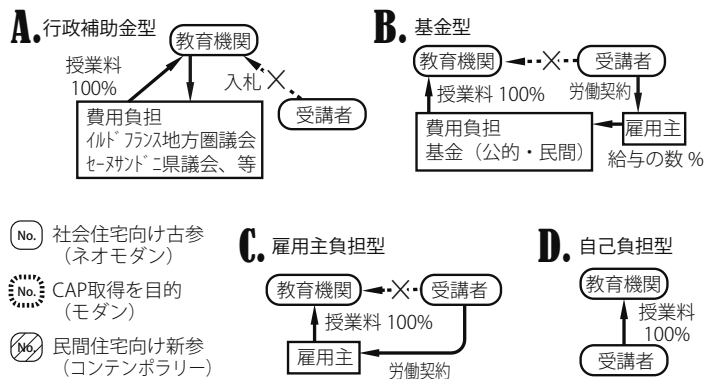 A. 行政補助金型
教育機関
授業料
100%
入札
受講者
費用負担
ｲﾙﾄﾞﾌﾗﾝｽ地方圏議会
ｾｰﾇｻﾝﾄﾞﾆ県議会、等
B. 基金型
教育機関
受講者
授業料 100%
労働契約
費用負担
基金（公的・民間）
雇用主
給与の数 %
No. 社会住宅向け古参
（ネオモダン）
No. CAP取得を目的
（モダン）
No. 民間住宅向け新参
（コンテンポラリー）
C. 雇用主負担型
教育機関
受講者
授業料 100%
雇用主
労働契約
D. 自己負担型
教育機関
授業料
100%
受講者